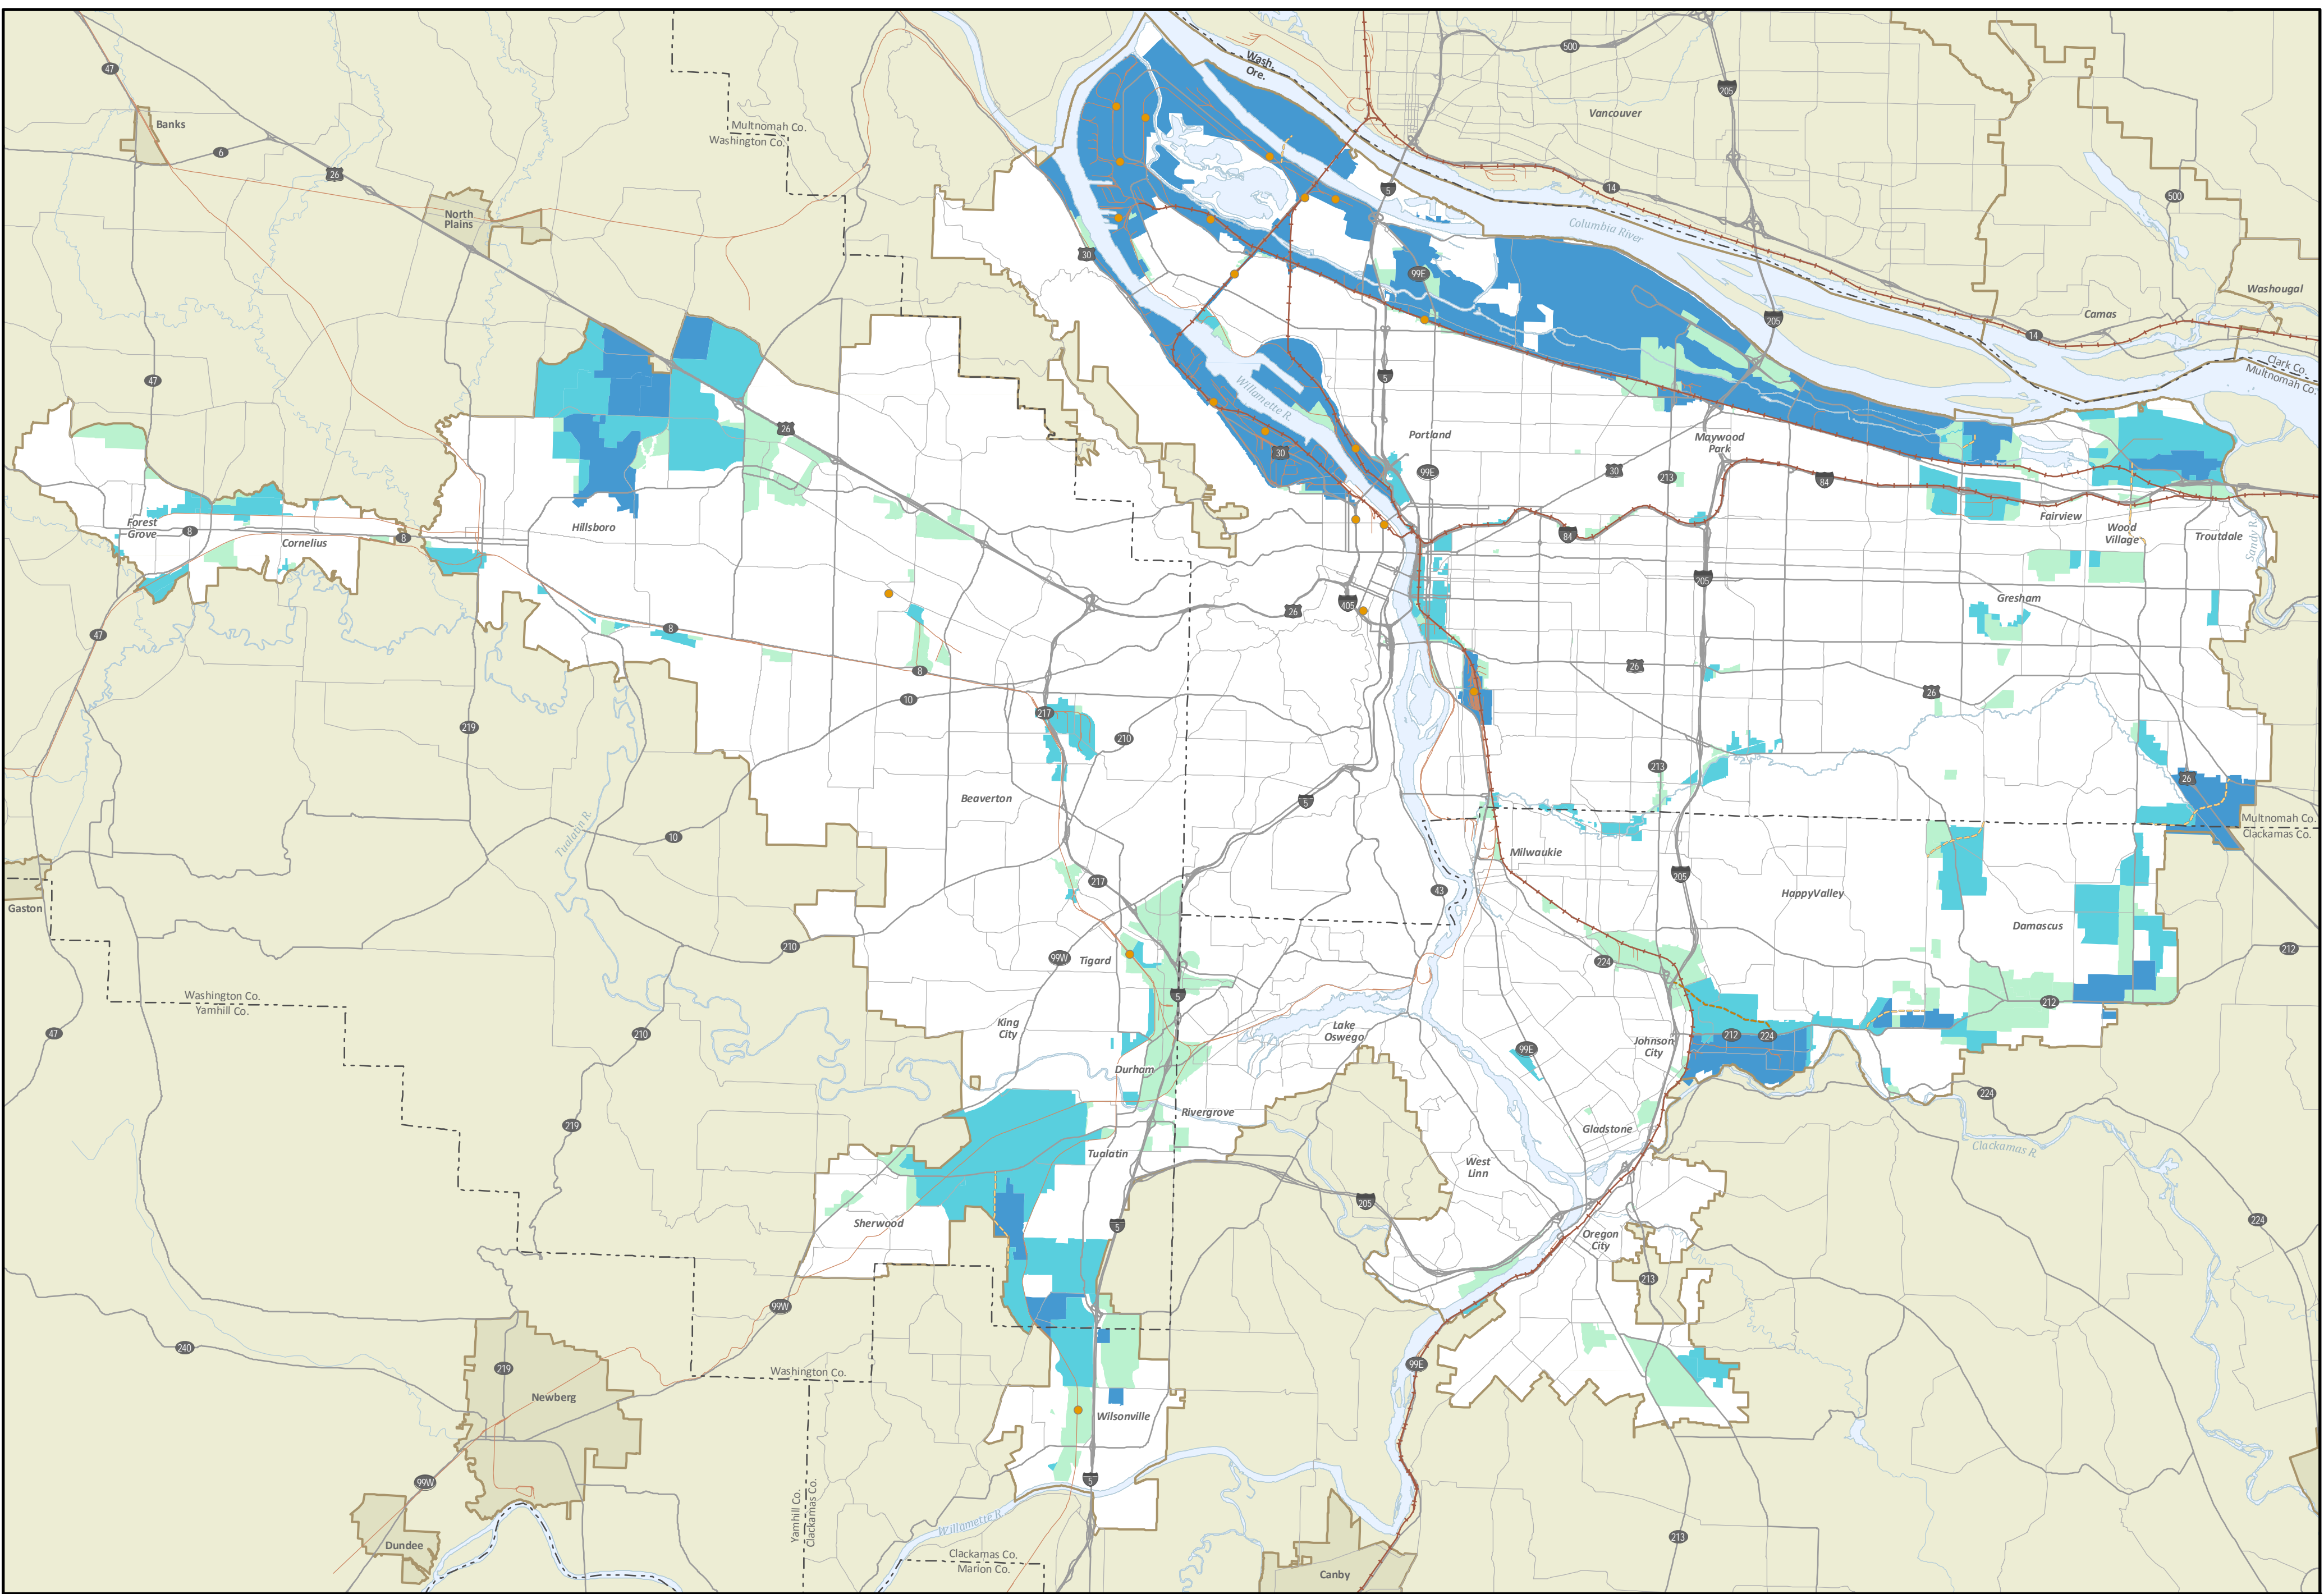 500
Wash.
Ore.
205
47
Banks
Vancouver
Multnomah Co.
Washington Co.
6
26
14
5
500
North
Plains
Columbia River
30
99E
Washougal
Camas
205
14
Clark Co.
Multnomah Co.
47
5
Willamette R.
26
Portland
Maywood
Park
30
99E
30
213
84
Forest
Grove
8
Cornelius
8
Hillsboro
Fairview
Wood
Village
Troutdale
Sandy R.
84
205
Gresham
405
26
47
8
8
26
26
10
219
217
210
213
26
Beaverton
5
Tualatin R.
10
Multnomah Co.
Clackamas Co.
Milwaukie
217
43
205
HappyValley
Gaston
Damascus
210
99W
Tigard
224
212
Washington Co.
Yamhill Co.
5
212
47
210
King
City
Lake
Oswego
99E
Johnson
City
212
224
Durham
224
Rivergrove
219
Gladstone
Clackamas R.
Tualatin
West
Linn
205
Sherwood
5
224
Oregon
City
213
99W
240
Washington Co.
219
99E
Newberg
Wilsonville
5
99W
Yamhill Co.
Clackamas Co.
Willamette R.
213
Dundee
Clackamas Co.
Marion Co.
Canby